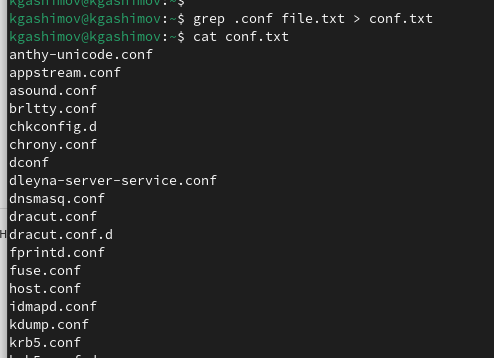 kgashimov@kgashimov:~$
kgashimov@kgashimov:~$ grep .conf file.txt > conf.txt
kgashimov@kgashimov:~$ cat conf.txt
anthy-unicode.conf
appstream.conf
asound.conf
brltty.conf
chkconfig.d
chrony.conf
dconf
dleyna-server-service.conf
dnsmasq.conf
dracut.conf
dracut.conf.d
fprintd.conf
fuse.conf
host.conf
idmapd.conf
kdump.conf
krb5.conf